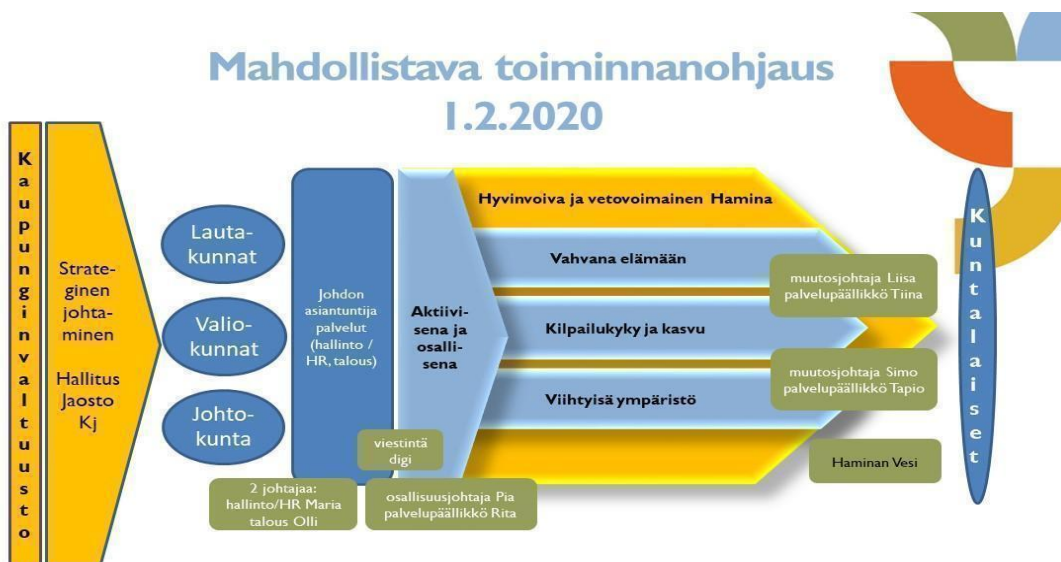 Mahdollistava toiminnanohjaus
1.2.2020
Kaupunginvaltuusto
Strate-
ginen
johta-
minen
Hallitus
Jaosto
Kj
Lauta-
kunnat
Valio-
kunnat
Johto-
kunta
Johdon
asiantuntija
palvelut
(hallinto /
HR, talous)
viestintä
digi
2 johtajaa:
hallinto/HR Maria
talous Olli
Aktiivi-
sena ja
osalli-
sena
osallisuusjohtaja Pia
palvelupäällikkö Rita
Hyvinvoiva ja vetovoimainen Hamina
Vahvana elämään
muutosjohtaja Liisa
palvelupäällikkö Tiina
Kilpailukyky ja kasvu
muutosjohtaja Simo
palvelupäällikkö Tapio
Viihtyisä ympäristö
Haminan Vesi
Kuntalaiset